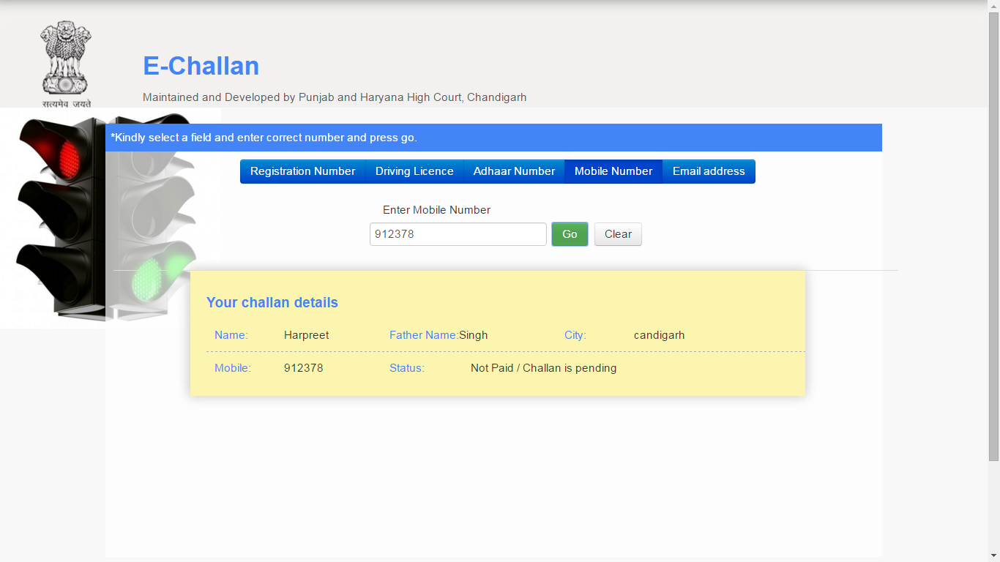 सत्यमेव जयते
E-Challan
Maintained and Developed by Punjab and Haryana High Court, Chandigarh
*Kindly select a field and enter correct number and press go.
Registration Number Driving Licence Adhaar Number Mobile Number Email address
Enter Mobile Number
912378 Go Clear
Your challan details
Name: Harpreet Father Name:Singh City: candigarh
Mobile: 912378 Status: Not Paid / Challan is pending